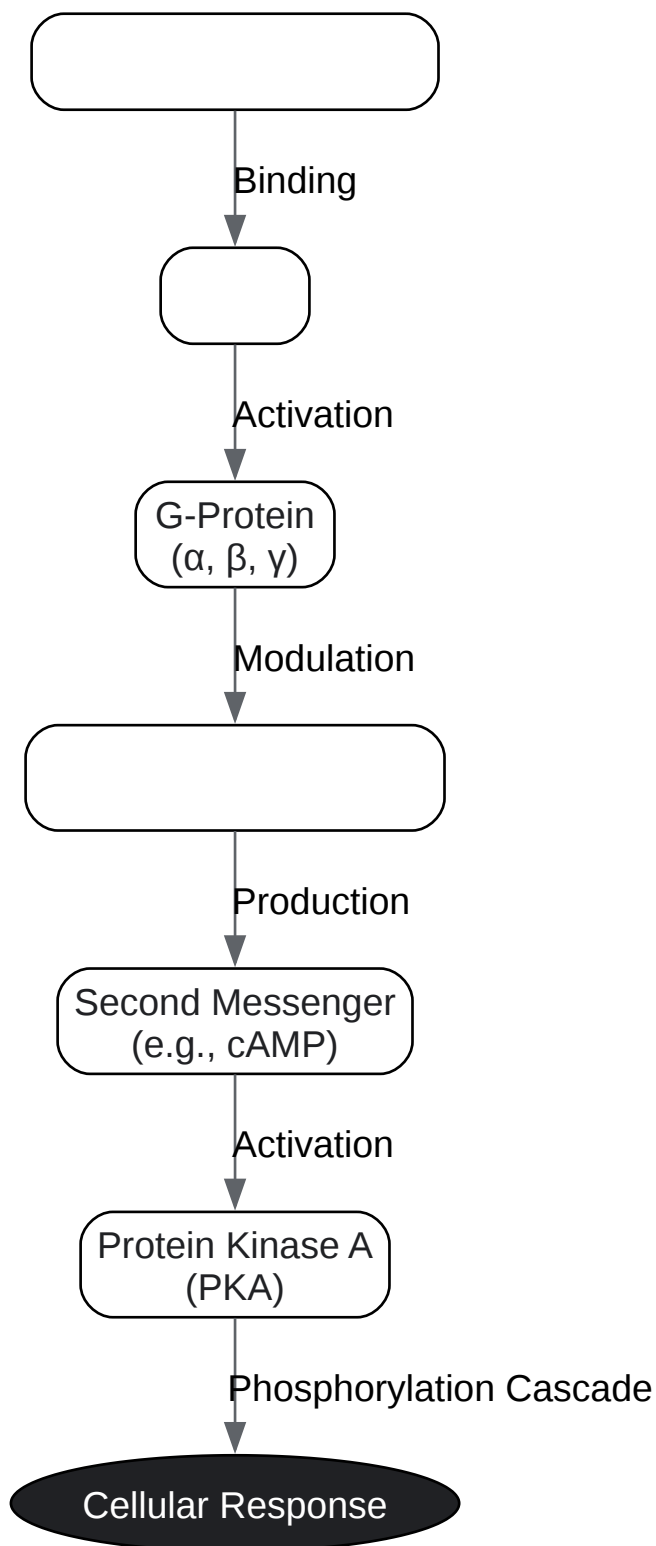 Binding
Activation
G-Protein
(α, β, γ)
Modulation
Production
Second Messenger
(e.g., cAMP)
Activation
Protein Kinase A
(PKA)
Phosphorylation Cascade
Cellular Response